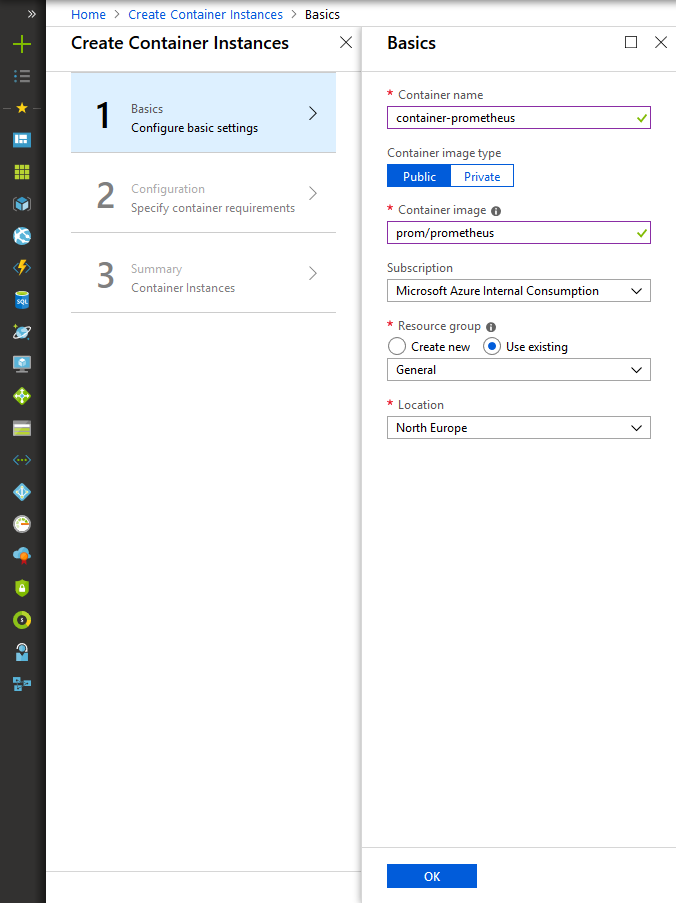 Home > Create Container Instances > Basics
Create Container Instances
1
Basics
Configure basic settings
2
Configuration
Specify container requirements
3
Summary
Container Instances
Basics
* Container name
container-prometheus
Container image type
Public Private
* Container image
prom/prometheus
Subscription
Microsoft Azure Internal Consumption
* Resource group
Create new Use existing
General
* Location
North Europe
OK
SQL